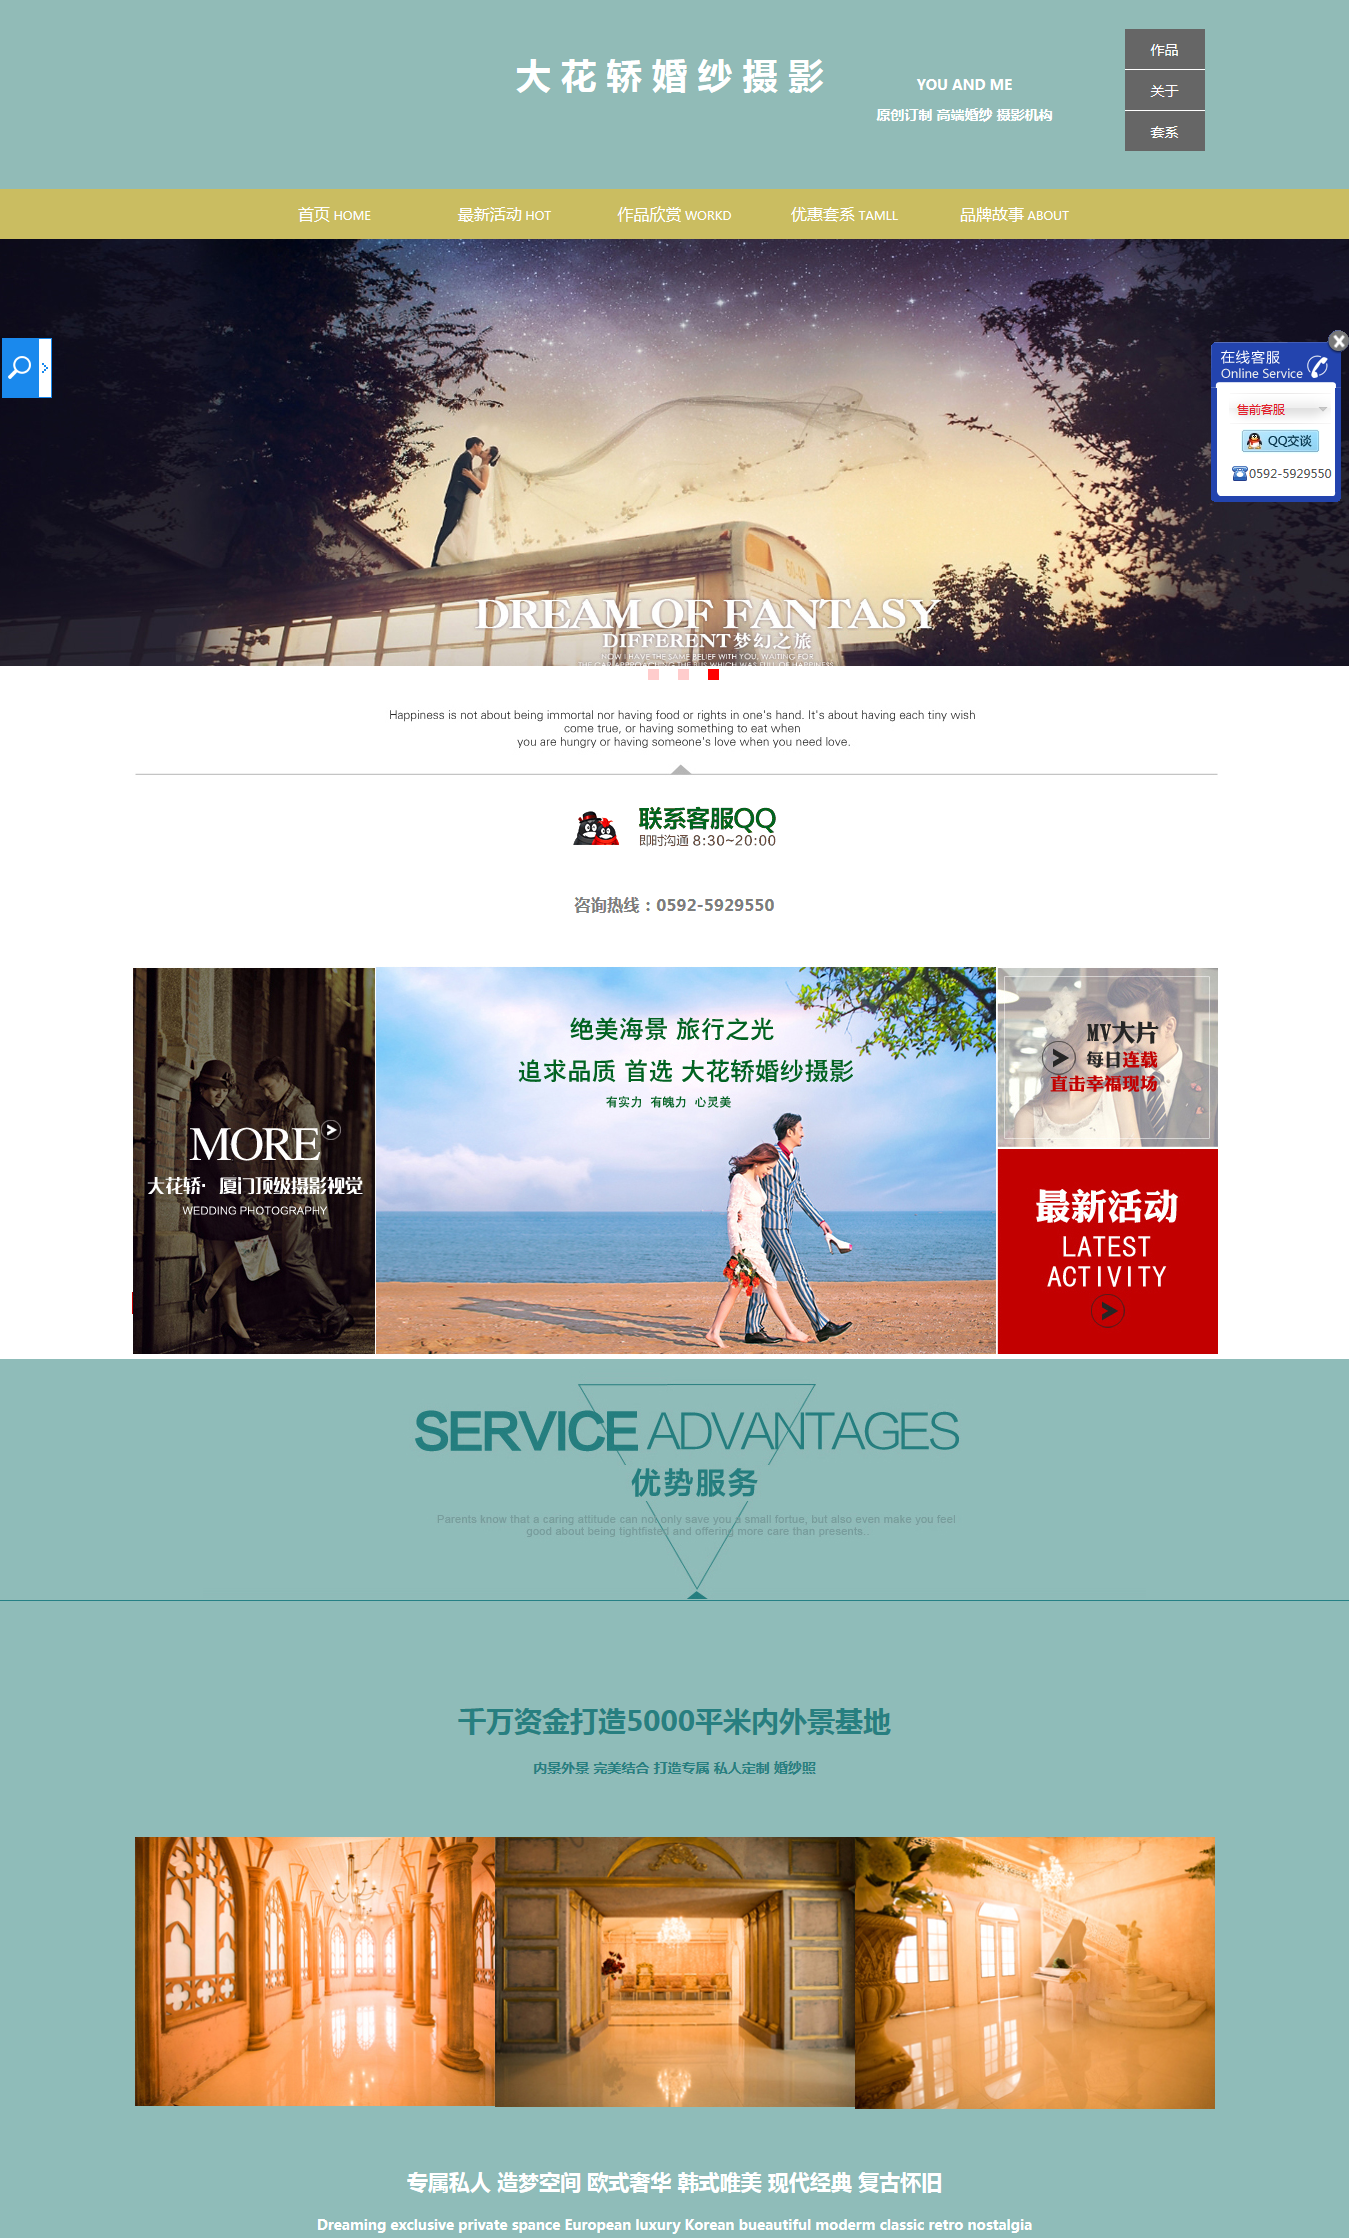 大花轿婚纱摄影
YOU AND ME
原创订制 高端婚纱 摄影机构
作品
关于
套系
首页 HOME
最新活动 HOT
作品欣赏 WORKD
优惠套系 TAMLL
品牌故事 ABOUT
在线客服
Online Service
售前客服
QQ交谈
0592-5929550
DREAM OF FANTASY
DIFFERENT 梦幻之旅
NOW I HAVE THE SAME BELIEF WITH YOU, WAITING FOR
THE CAR APPROACHING THE BUS WHICH WAS FULL OF HAPPINESS
Happiness is not about being immortal nor having food or rights in one's hand. It's about having each tiny wish
come true, or having something to eat when
you are hungry or having someone's love when you need love.
联系客服QQ
即时沟通 8:30~20:00
咨询热线：0592-5929550
MORE
大花轿· 厦门顶级摄影视觉
WEDDING PHOTOGRAPHY
绝美海景 旅行之光
追求品质 首选 大花轿婚纱摄影
有实力 有魄力 心灵美
MV大片
每日连载
直击幸福现场
最新活动
LATEST
ACTIVITY
SERVICE ADVANTAGES
优势服务
Parents know that a caring attitude can not only save you a small fortue, but also even make you feel
good about being tightfisted and offering more care than presents..
千万资金打造5000平米内外景基地
内景外景 完美结合 打造专属 私人定制 婚纱照
专属私人 造梦空间 欧式奢华 韩式唯美 现代经典 复古怀旧
Dreaming exclusive private spance European luxury Korean bueautiful moderm classic retro nostalgia